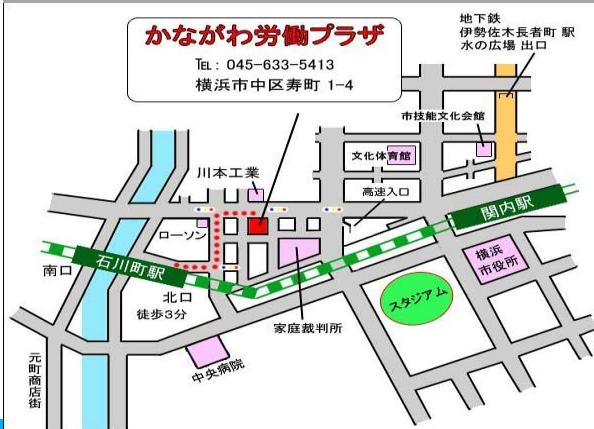 かながわ労働プラザ
TEL: 045-633-5413
横浜市中区寿町 1-4
地下鉄
伊勢佐木長者町 駅
水の広場 出口
市技能文化会館
文化体育館
川本工業
高速入口
ローソン
関内駅
石川町駅
南口
北口
徒歩3分
横浜
市役所
スタジアム
家庭裁判所
中央病院
元町商店街